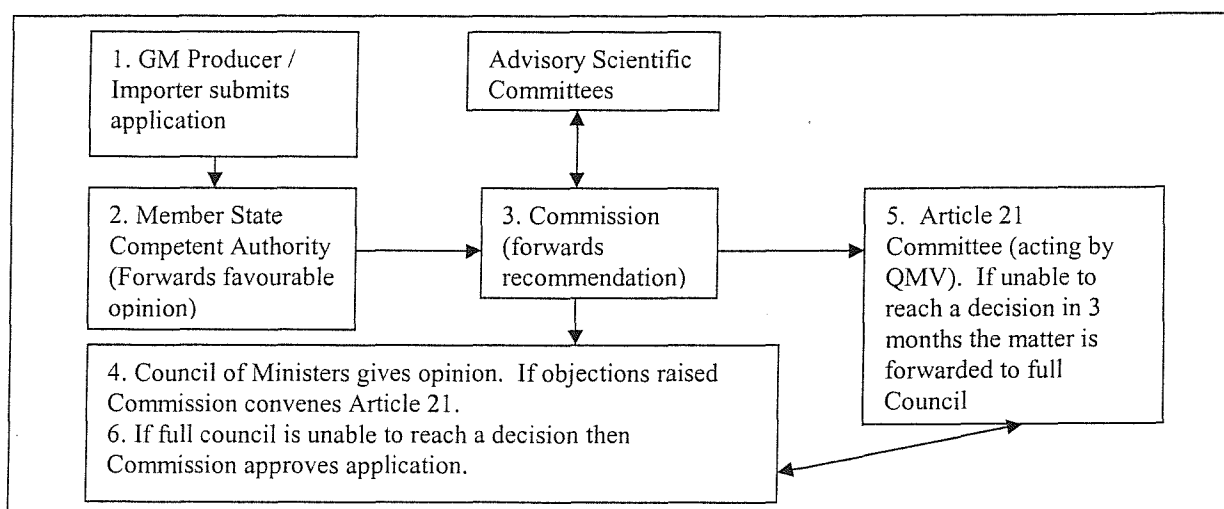 1. GM Producer /
Importer submits
application
Advisory Scientific
Committees
2. Member State
Competent Authority
(Forwards favourable
opinion)
3. Commission
(forwards
recommendation)
5. Article 21
Committee (acting by
QMV). If unable to
reach a decision in 3
months the matter is
forwarded to full
Council
4. Council of Ministers gives opinion. If objections raised
Commission convenes Article 21.
6. If full council is unable to reach a decision then
Commission approves application.